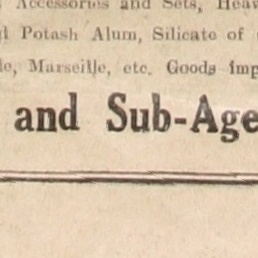 Accessories and Sets, Heav
Potash Alum, Silicate of
Marseille, etc. Goods imp
and Sub-Age